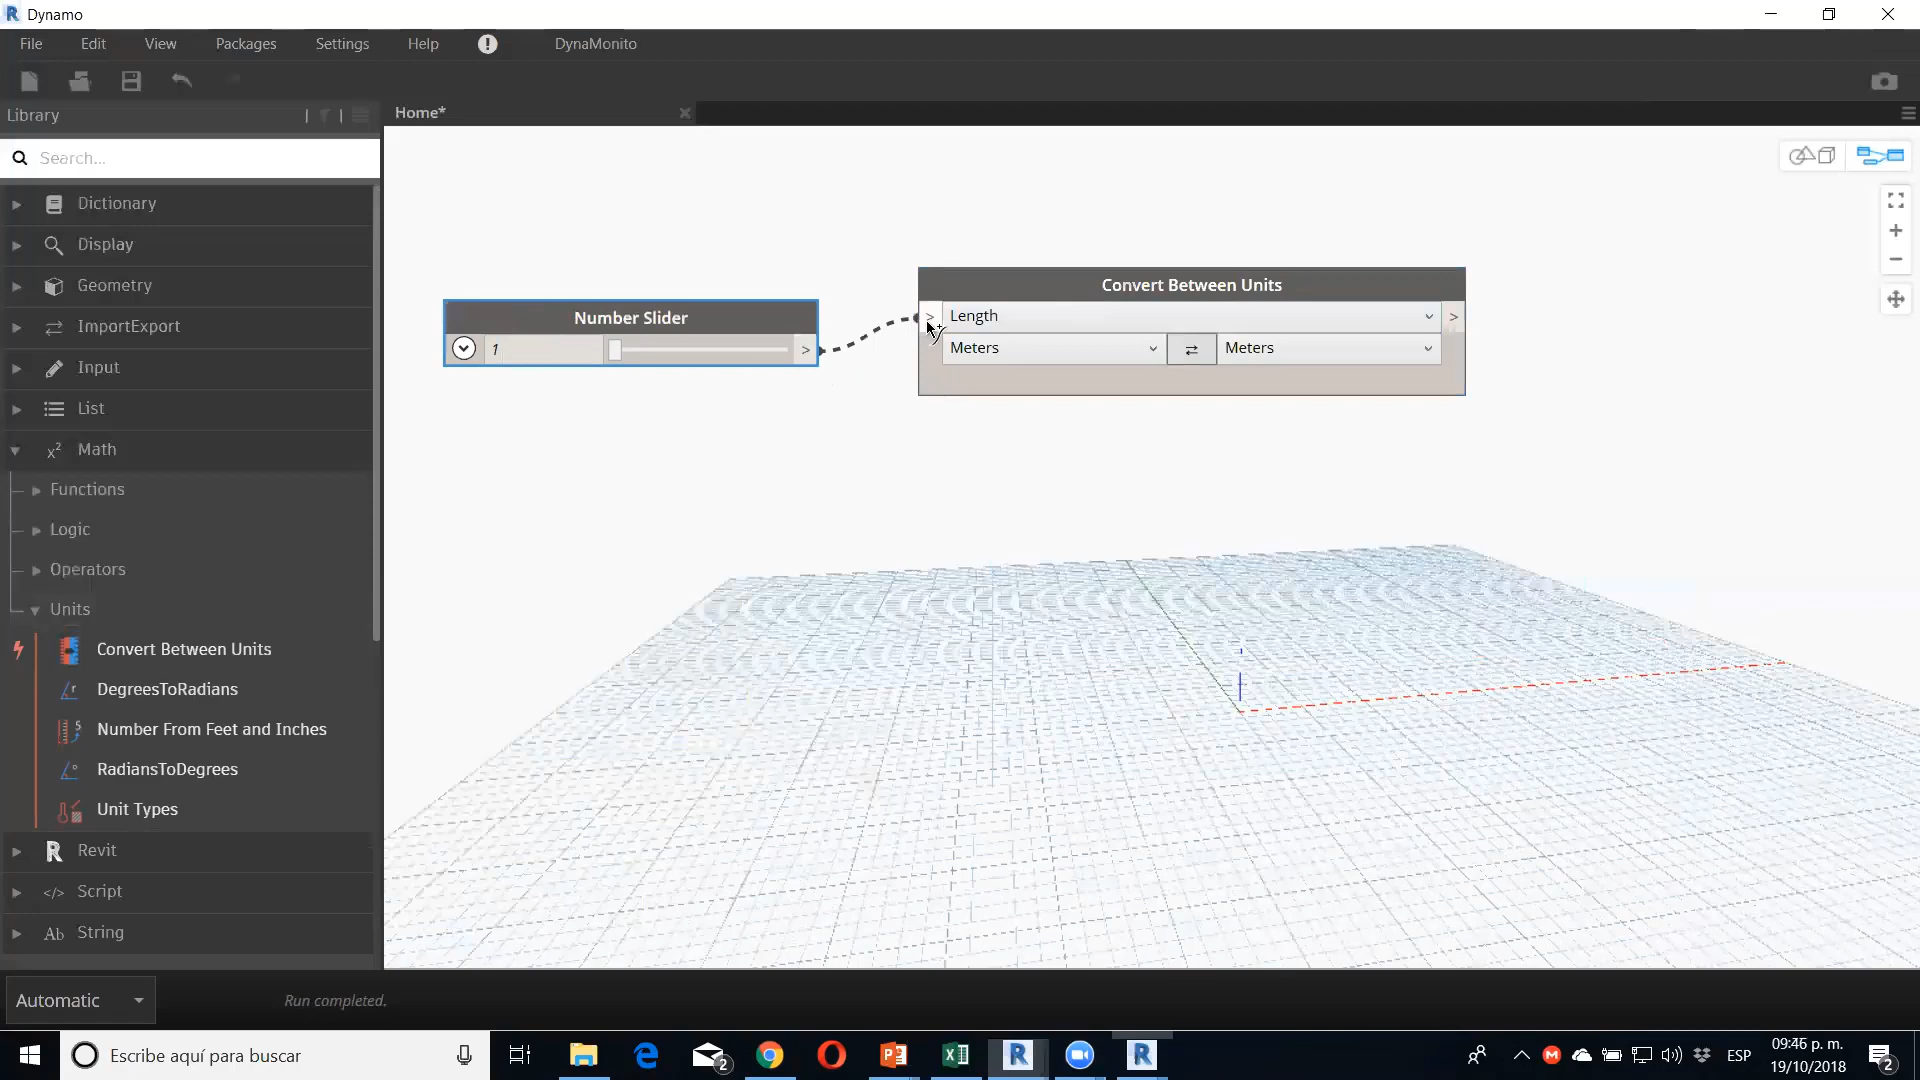 Dynamo
File Edit View Packages Settings Help DynaMonito
Library
Home*
Search...
Dictionary
Display
Geometry
ImportExport
Input
List
Math
Functions
Logic
Operators
Units
Convert Between Units
DegreesToRadians
Number From Feet and Inches
RadiansToDegrees
Unit Types
Revit
Script
Ab String
Number Slider
1
Convert Between Units
Length
Meters Meters
Automatic
Run completed.
Escribe aquí para buscar
2
ESP
09:46 p. m.
19/10/2018
2